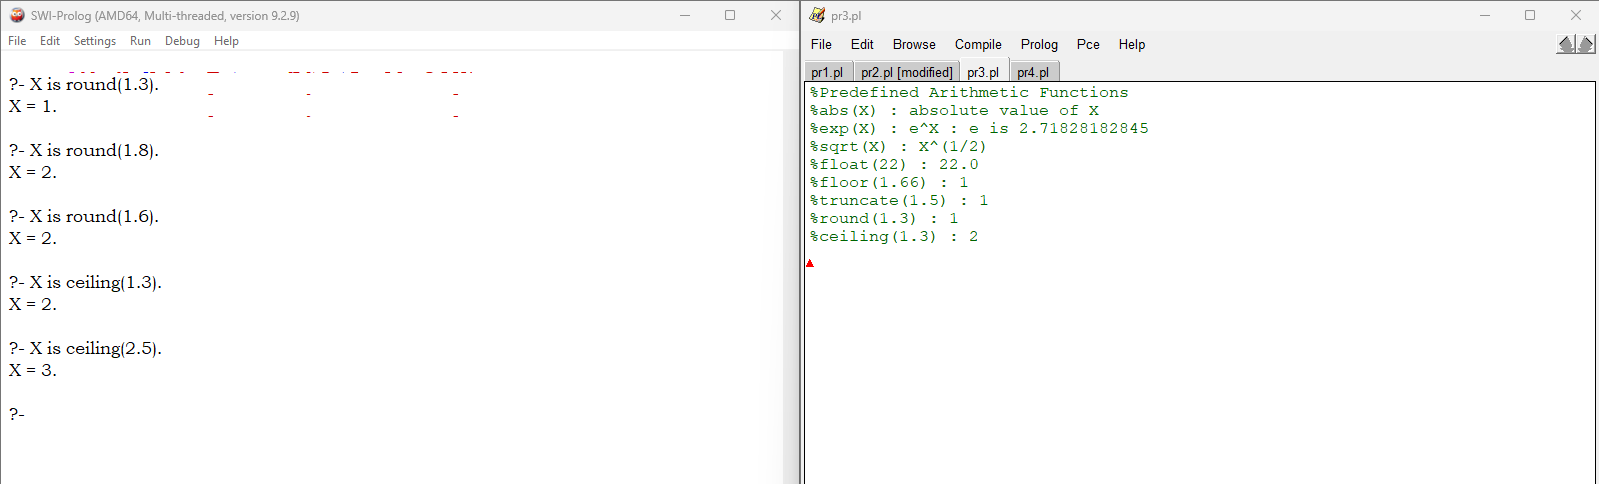 SWI-Prolog (AMD64, Multi-threaded, version 9.2.9)
File Edit Settings Run Debug Help
?- X is round(1.3).
X = 1.
?- X is round(1.8).
X = 2.
?- X is round(1.6).
X = 2.
?- X is ceiling(1.3).
X = 2.
?- X is ceiling(2.5).
X = 3.
?-
pr3.pl
File Edit Browse Compile Prolog Pce Help
pr1.pl pr2.pl [modified] pr3.pl pr4.pl
%Predefined Arithmetic Functions
%abs(X) : absolute value of X
%exp(X) : e^X : e is 2.71828182845
%sqrt(X) : X^(1/2)
%float(22) : 22.0
%floor(1.66) : 1
%truncate(1.5) : 1
%round(1.3) : 1
%ceiling(1.3) : 2